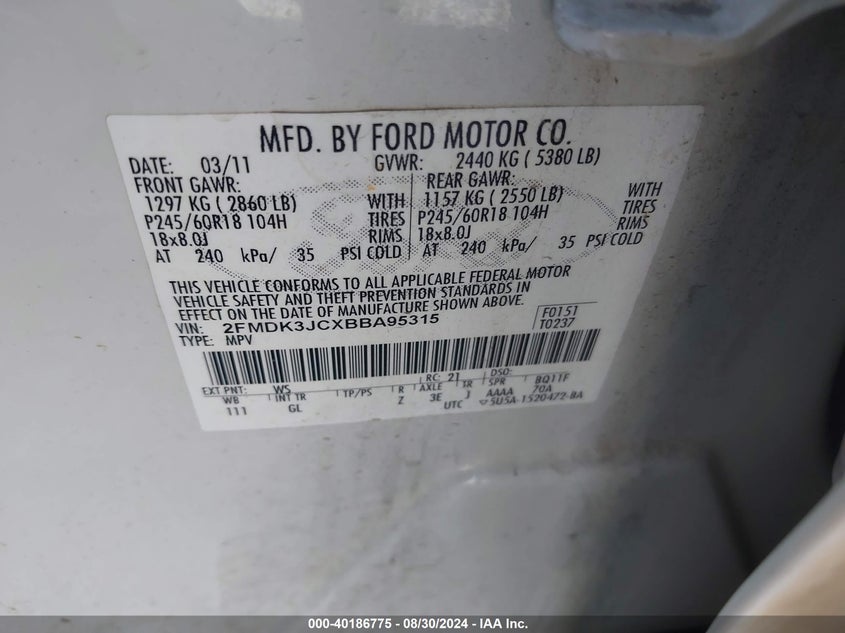 MFD. BY FORD MOTOR CO.
DATE: 03/11 GVWR: 2440 KG ( 5380 LB)
FRONT GAWR: REAR GAWR:
1297 KG ( 2860 LB) WITH 1157 KG ( 2550 LB) WITH
P245/60R18 104H TIRES P245/60R18 104H TIRES
18x8.0J RIMS 18x8.0J RIMS
AT 240 kPa/ 35 PSI COLD AT 240 kPa/ 35 PSI COLD
THIS VEHICLE CONFORMS TO ALL APPLICABLE FEDERAL MOTOR
VEHICLE SAFETY AND THEFT PREVENTION STANDARDS IN
EFFECT ON THE DATE OF MANUFACTURE SHOWN ABOVE.
VIN: 2FMDK3JCXBBA95315 F0151
TYPE: MPV T0237
EXT PNT: WS RC: 21 DSO:
WB INT TR TP/PS R AXLE TR SPR BQ1TF
111 GL Z 3E J AAAA 70A
UTC ▽5U5A-1520472-BA
000-40186775 - 08/30/2024 - IAA Inc.